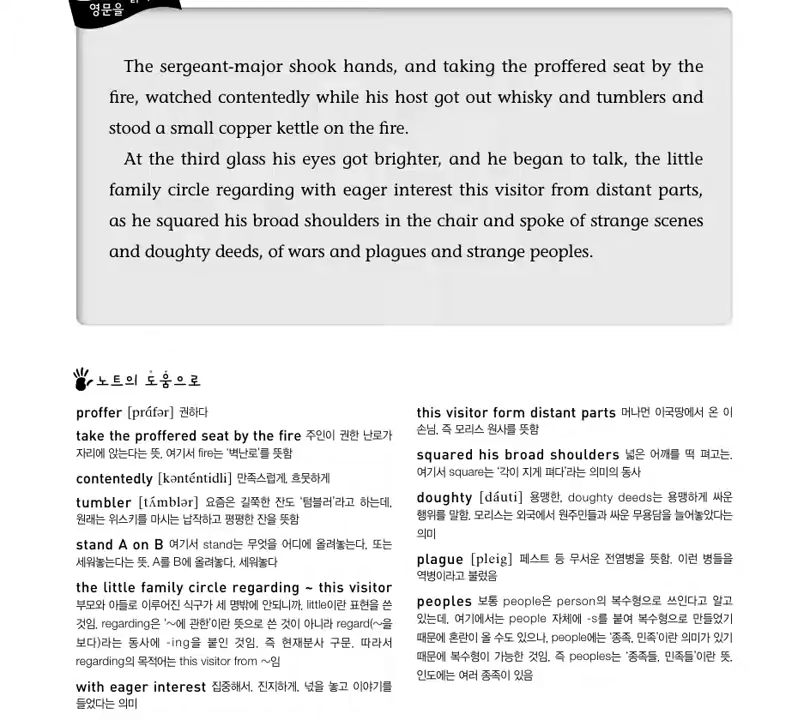 영문을
The sergeant-major shook hands, and taking the proffered seat by the
fire, watched contentedly while his host got out whisky and tumblers and
stood a small copper kettle on the fire.
At the third glass his eyes got brighter, and he began to talk, the little
family circle regarding with eager interest this visitor from distant parts,
as he squared his broad shoulders in the chair and spoke of strange scenes
and doughty deeds, of wars and plagues and strange peoples.
노트의 도움으로
proffer [práfər] 권하다
take the proffered seat by the fire 주인이 권한 난로가
자리에 앉는다는 뜻, 여기서 fire는 '벽난로'를 뜻함
contentedly [kənténtidli] 만족스럽게, 흐뭇하게
tumbler [tʌ́mblər] 요즘은 길쭉한 잔도 '텀블러'라고 하는데,
원래는 위스키를 마시는 납작하고 평평한 잔을 뜻함
stand A on B 여기서 stand는 무엇을 어디에 올려놓는다, 또는
세워놓는다는 뜻, A를 B에 올려놓다, 세워놓다
the little family circle regarding ~ this visitor
부모와 아들로 이루어진 식구가 세 명밖에 안되니까, little이란 표현을 쓴
것임, regarding은 '~에 관한'이란 뜻으로 쓴 것이 아니라 regard(~을
보다)라는 동사에 -ing을 붙인 것임, 즉 현재분사 구문, 따라서
regarding의 목적어는 this visitor from ~임
with eager interest 집중해서, 진지하게, 넋을 놓고 이야기를
들었다는 의미
this visitor form distant parts 머나먼 이국땅에서 온 이
손님, 즉 모리스 원사를 뜻함
squared his broad shoulders 넓은 어깨를 떡 펴고는,
여기서 square는 '각이 지게 펴다'라는 의미의 동사
doughty [dáuti] 용맹한, doughty deeds는 용맹하게 싸운
행위를 말함, 모리스는 외국에서 원주민들과 싸운 무용담을 늘어놓았다는
의미
plague [pleig] 페스트 등 무서운 전염병을 뜻함, 이런 병들을
역병이라고 불렀음
peoples 보통 people은 person의 복수형으로 쓰인다고 알고
있는데, 여기에서는 people 자체에 -s를 붙여 복수형으로 만들었기
때문에 혼란이 올 수도 있으나, people에는 '종족, 민족'이란 의미가 있기
때문에 복수형이 가능한 것임, 즉 peoples는 '종족들, 민족들'이란 뜻,
인도에는 여러 종족이 있음